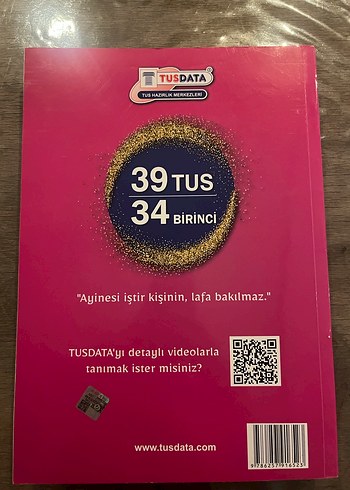 TUSDATA
TUS HAZIRLIK MERKEZLERİ
39 TUS
34 BİRİNCİ
"Ayinesi iştir kişinin, lafa bakılmaz."
TUSDATA'yı detaylı videolarla
tanımak ister misiniz?
www.tusdata.com
9786257916523